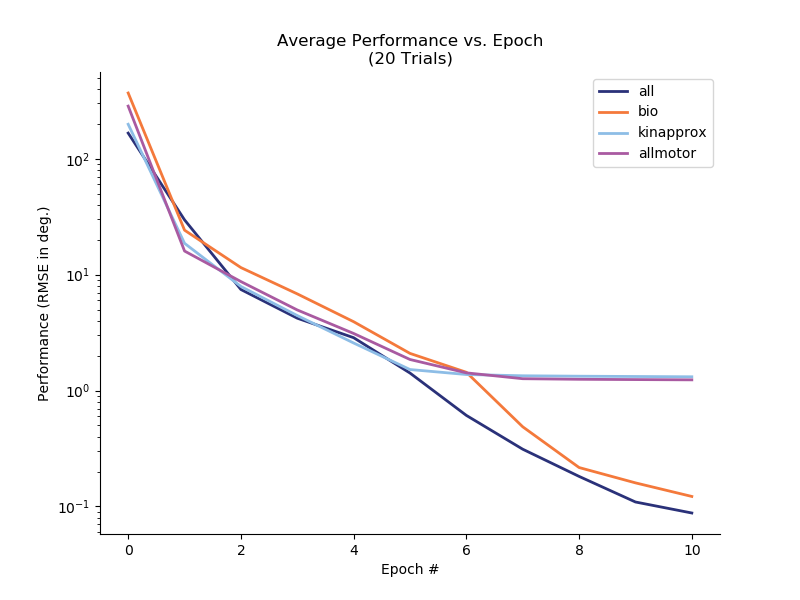 Average Performance vs. Epoch
(20 Trials)
all
bio
kinapprox
allmotor
Performance (RMSE in deg.)
10²
10¹
10⁰
10⁻¹
0 2 4 6 8 10
Epoch #